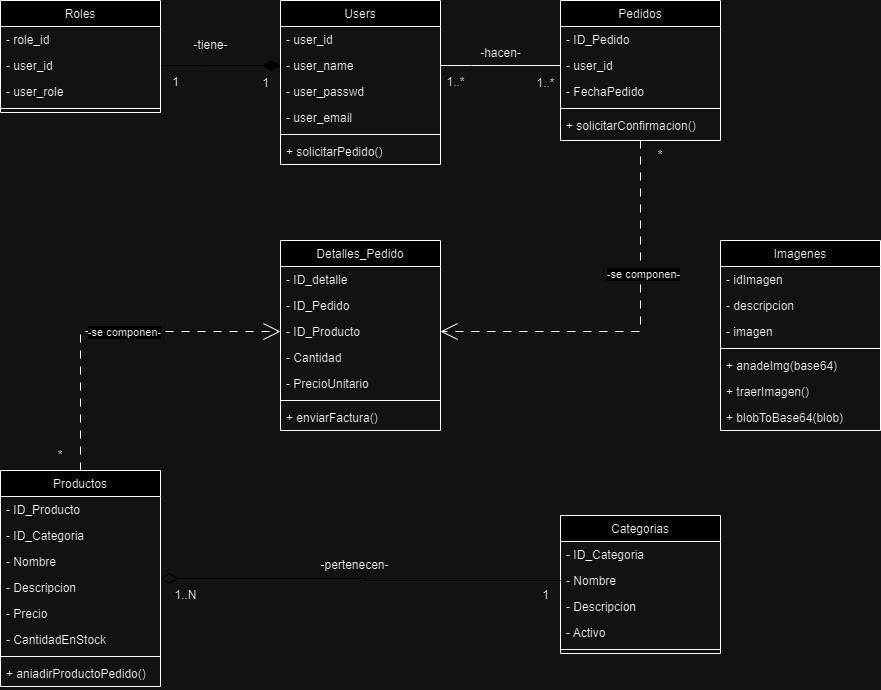 Roles
- role_id
- user_id
- user_role
-tiene-
1
1
Users
- user_id
- user_name
- user_passwd
- user_email
+ solicitarPedido()
-hacen-
1..*
1..*
Pedidos
- ID_Pedido
- user_id
- FechaPedido
+ solicitarConfirmacion()
*
-se componen-
Detalles_Pedido
- ID_detalle
- ID_Pedido
- ID_Producto
- Cantidad
- PrecioUnitario
+ enviarFactura()
Imagenes
- idImagen
- descripcion
- imagen
+ anadeImg(base64)
+ traerImagen()
+ blobToBase64(blob)
-se componen-
*
Productos
- ID_Producto
- ID_Categoria
- Nombre
- Descripcion
- Precio
- CantidadEnStock
+ aniadirProductoPedido()
-pertenecen-
1..N
1
Categorias
- ID_Categoria
- Nombre
- Descripcion
- Activo